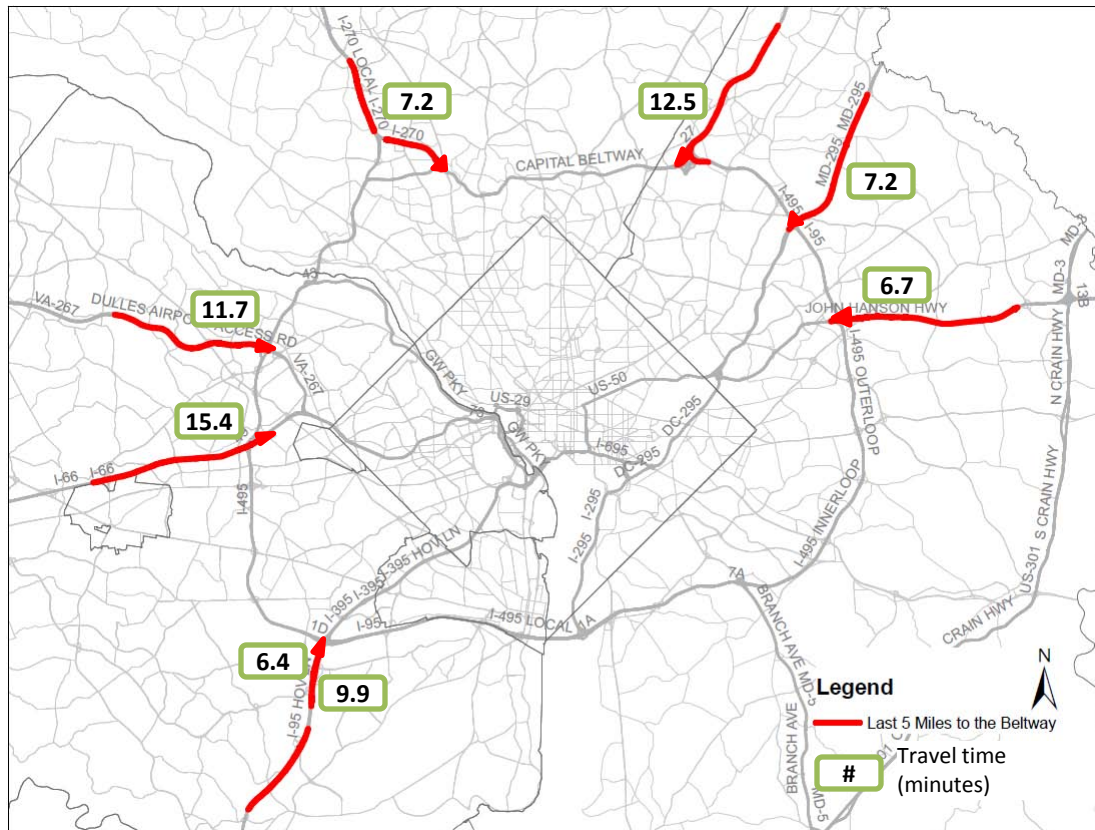 I-270 LOCAL
I-270
7.2
I-270
12.5
27
MD-295
MD-295
CAPITAL BELTWAY
7.2
I-495
I-95
MD-3
MD-3
13B
43
6.7
JOHN HANSON HWY
VA-267
DULLES AIRPORT ACCESS RD
11.7
VA-267
GW PKY
I-495 OUTERLOOP
N CRAIN HWY
US-50
US-29
15.4
GW PKY
DC-295
I-695
DC-295
I-66
I-66
I-495
I-295
I-295
I-495 INNERLOOP
US-301
S CRAIN HWY
I-395 HOV LN
I-395
I-395
7A
1D
I-95
I-495 LOCAL
1A
CRAIN HWY
BRANCH AVE
MD-5
6.4
9.9
I-95 HOV
N
Legend
Last 5 Miles to the Beltway
BRANCH AVE
#
Travel time
(minutes)
MD-5